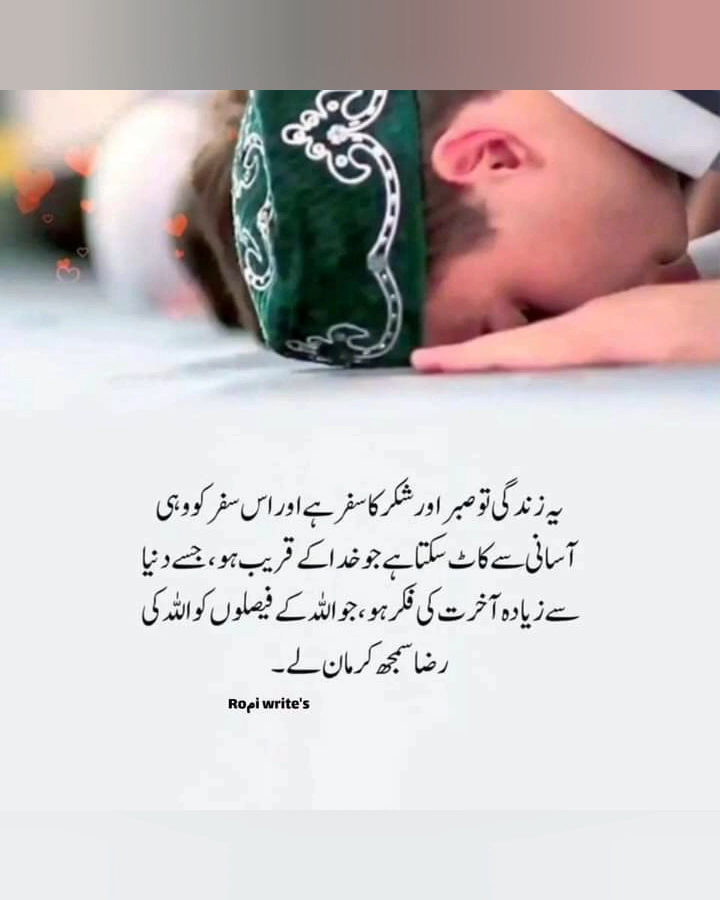 یہ زندگی تو صبر اور شکر کا سفر ہے اور اس سفر کو وہی
آسانی سے کاٹ سکتا ہے جو خدا کے قریب ہو، جسے دنیا
سے زیادہ آخرت کی فکر ہو، جو اللہ کے فیصلوں کو اللہ کی
رضا سمجھ کر مان لے۔
Roمi write's